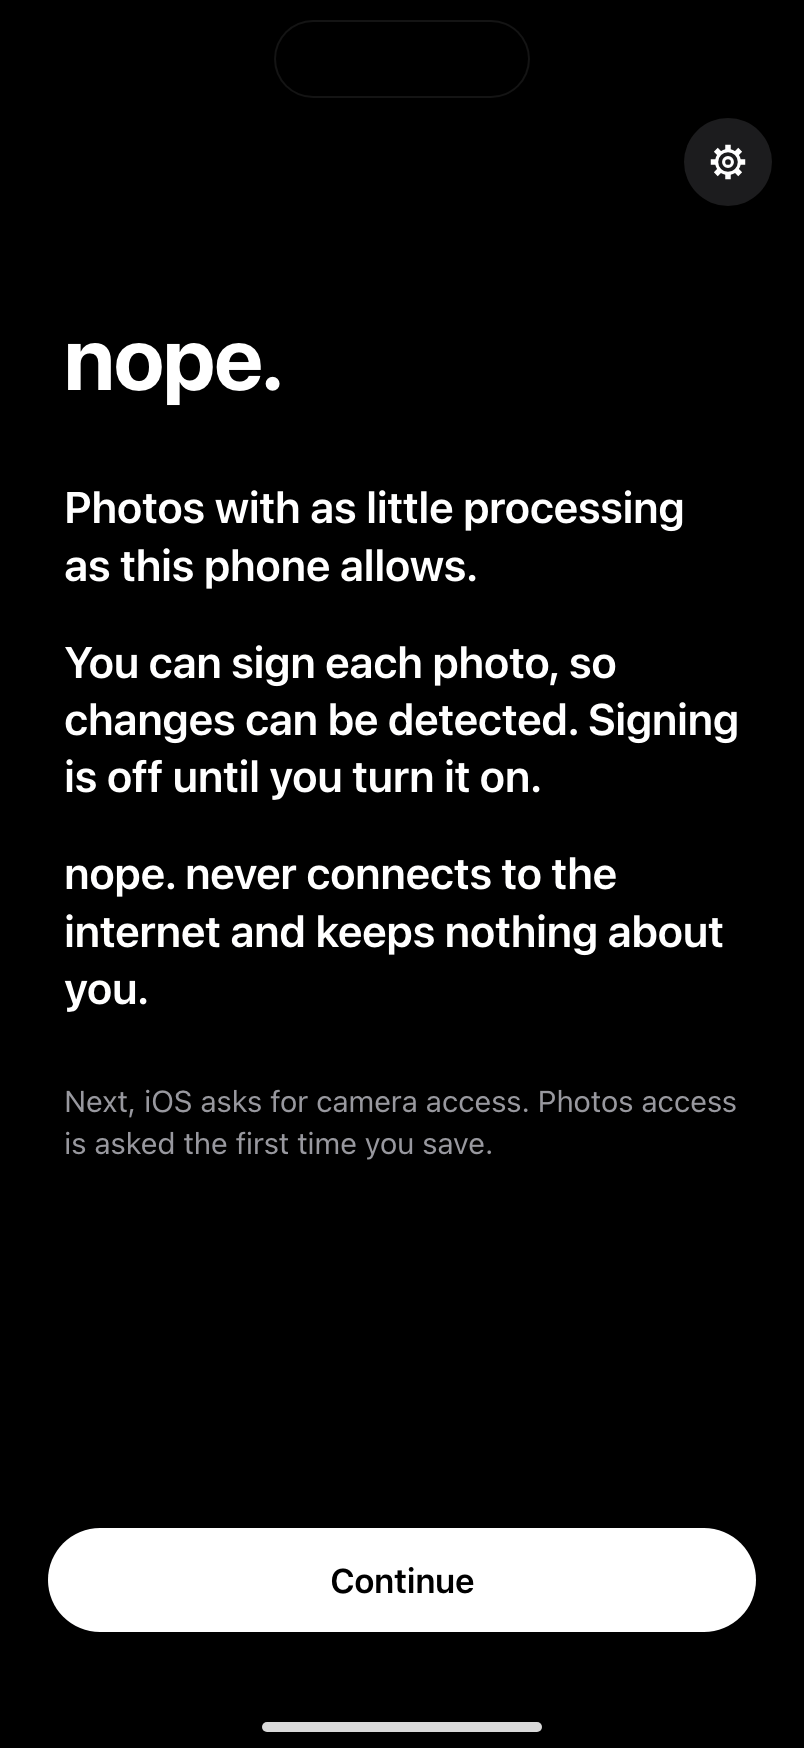 nope.
Photos with as little processing
as this phone allows.
You can sign each photo, so
changes can be detected. Signing
is off until you turn it on.
nope. never connects to the
internet and keeps nothing about
you.
Next, iOS asks for camera access. Photos access
is asked the first time you save.
Continue